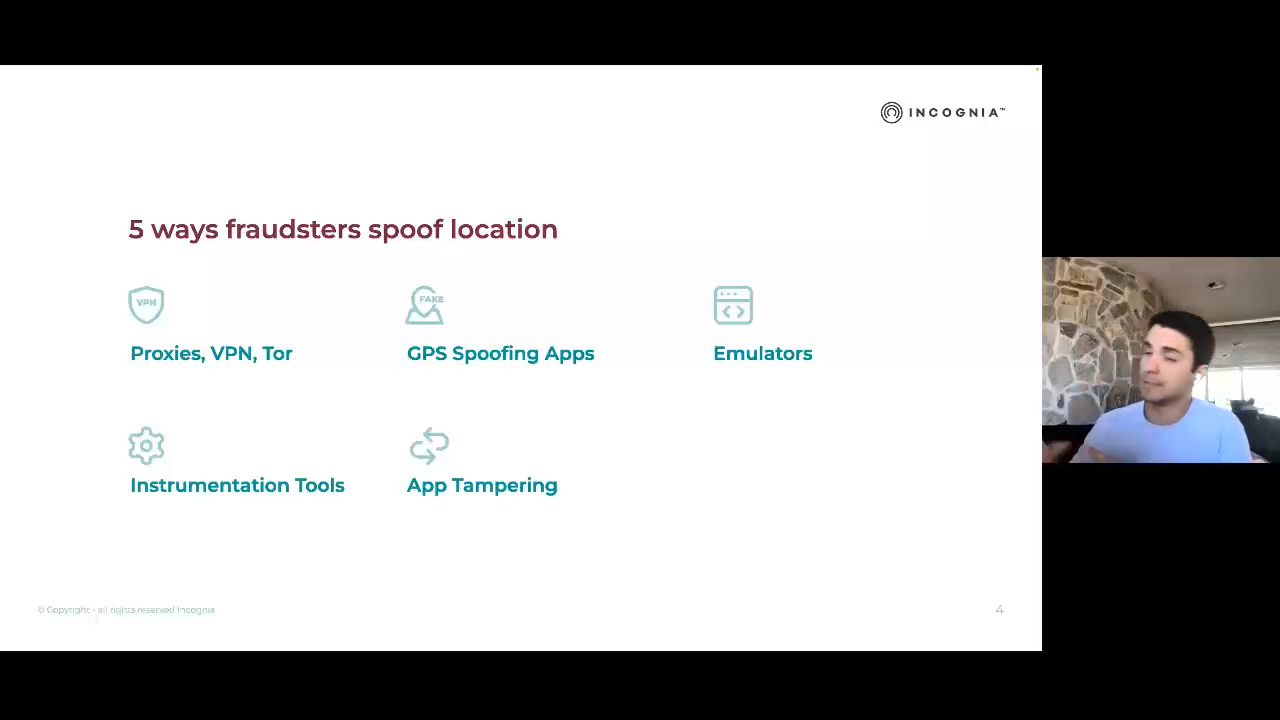 INCOGNIA™
5 ways fraudsters spoof location
VPN
FAKE
Proxies, VPN, Tor
GPS Spoofing Apps
Emulators
Instrumentation Tools
App Tampering
© Copyright - all rights reserved Incognia
4